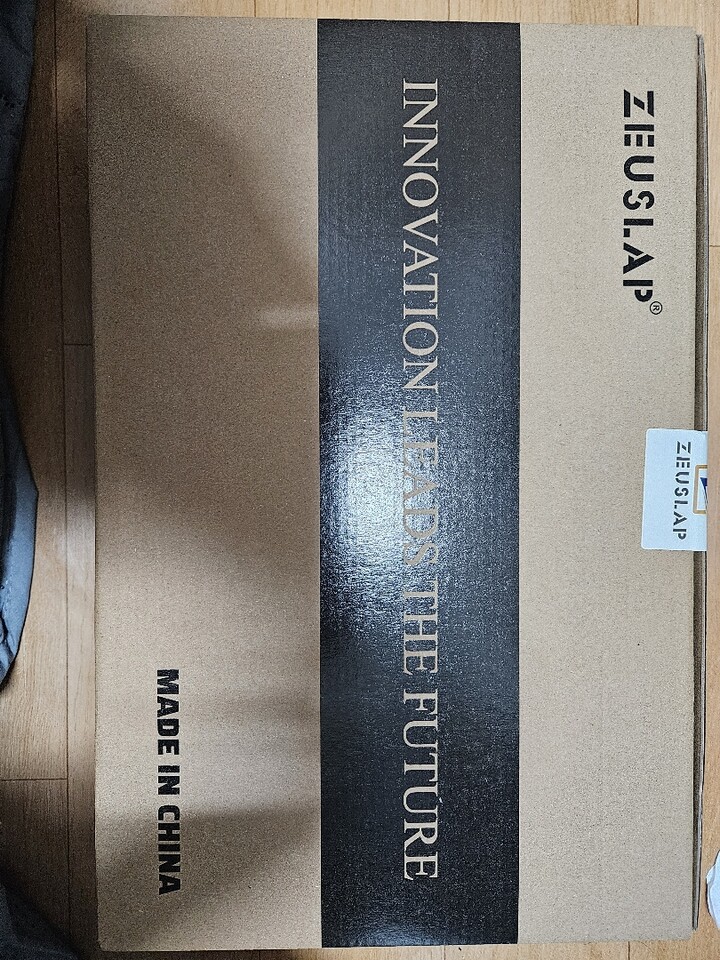 ZEUSLAP®
ZEUSLAP
INNOVATION LEADS THE FUTURE
MADE IN CHINA